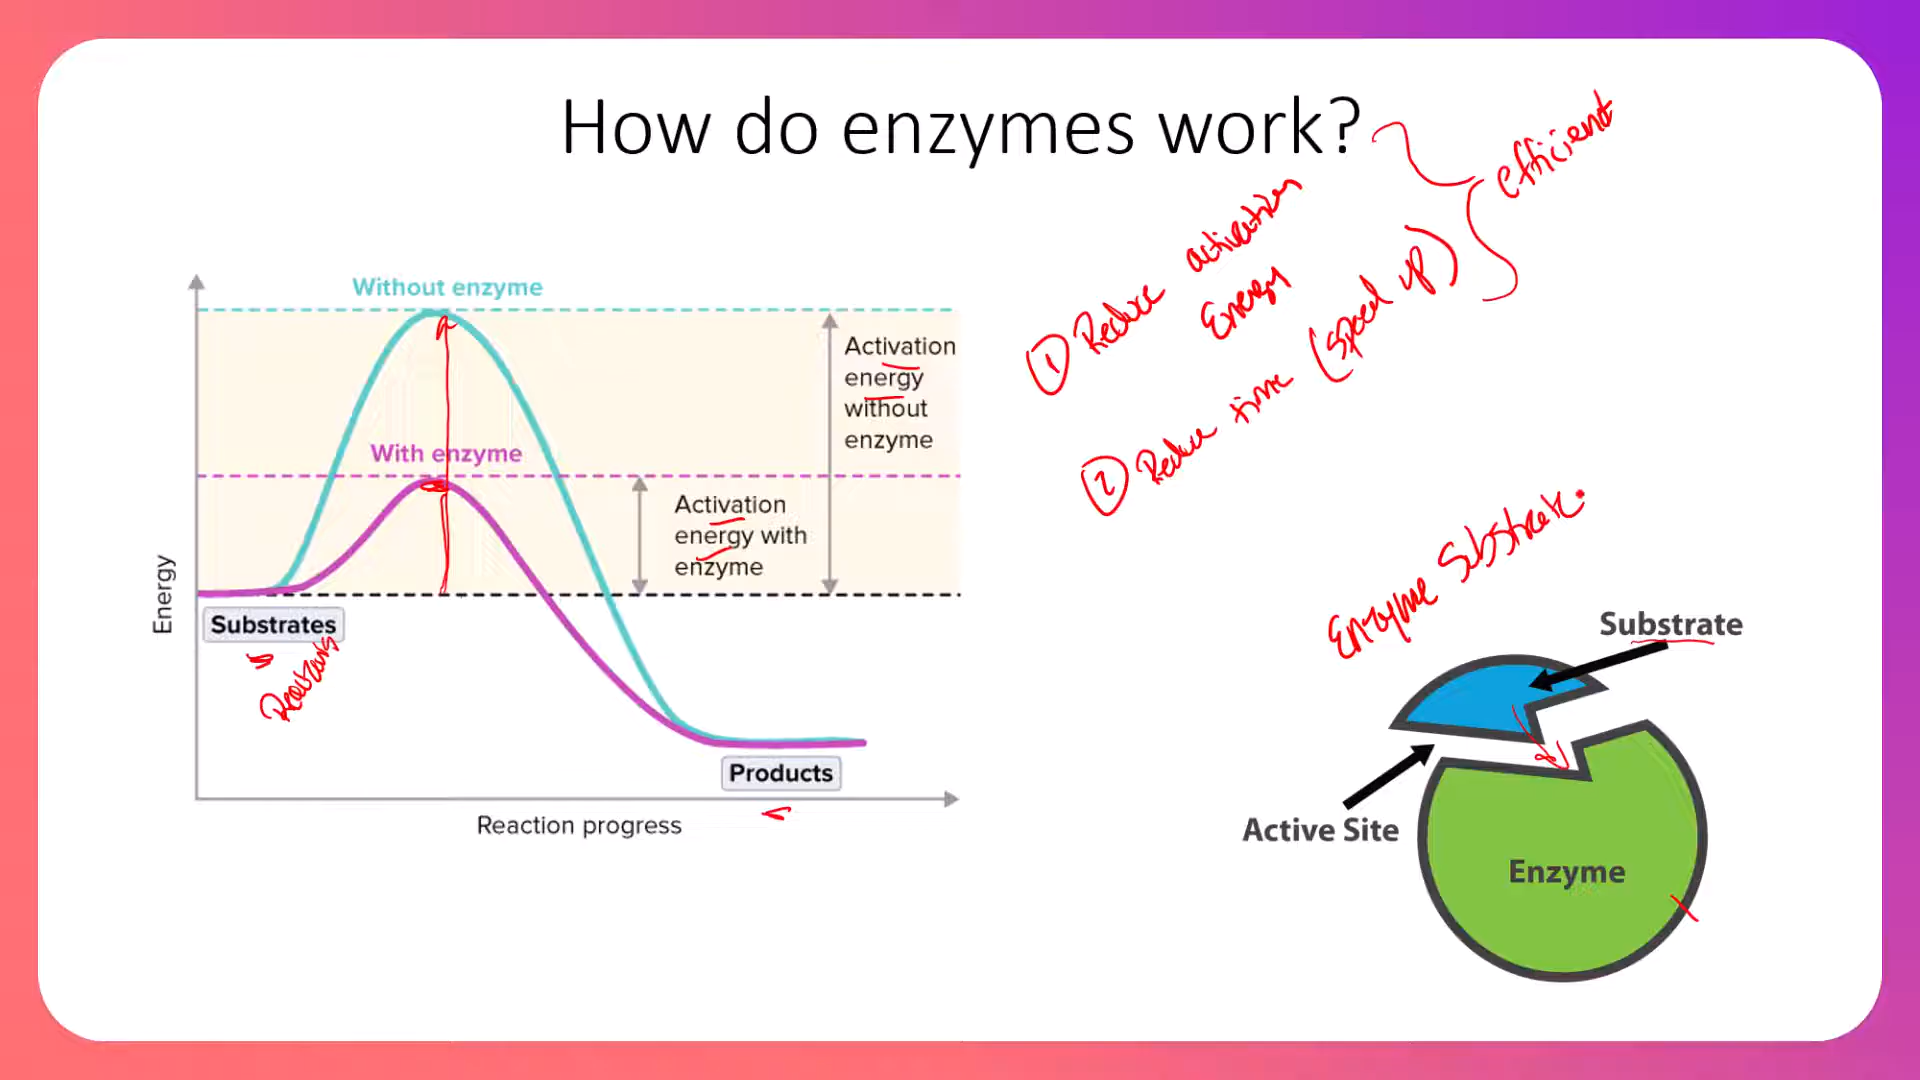 How do enzymes work?
efficient
① Reduce activation
Energy
② Reduce time (speed up)
Without enzyme
Activation
energy
without
enzyme
With enzyme
Activation
energy with
enzyme
Energy
Substrates
Products
Reaction progress
Enzyme Substrate
Substrate
Active Site
Enzyme